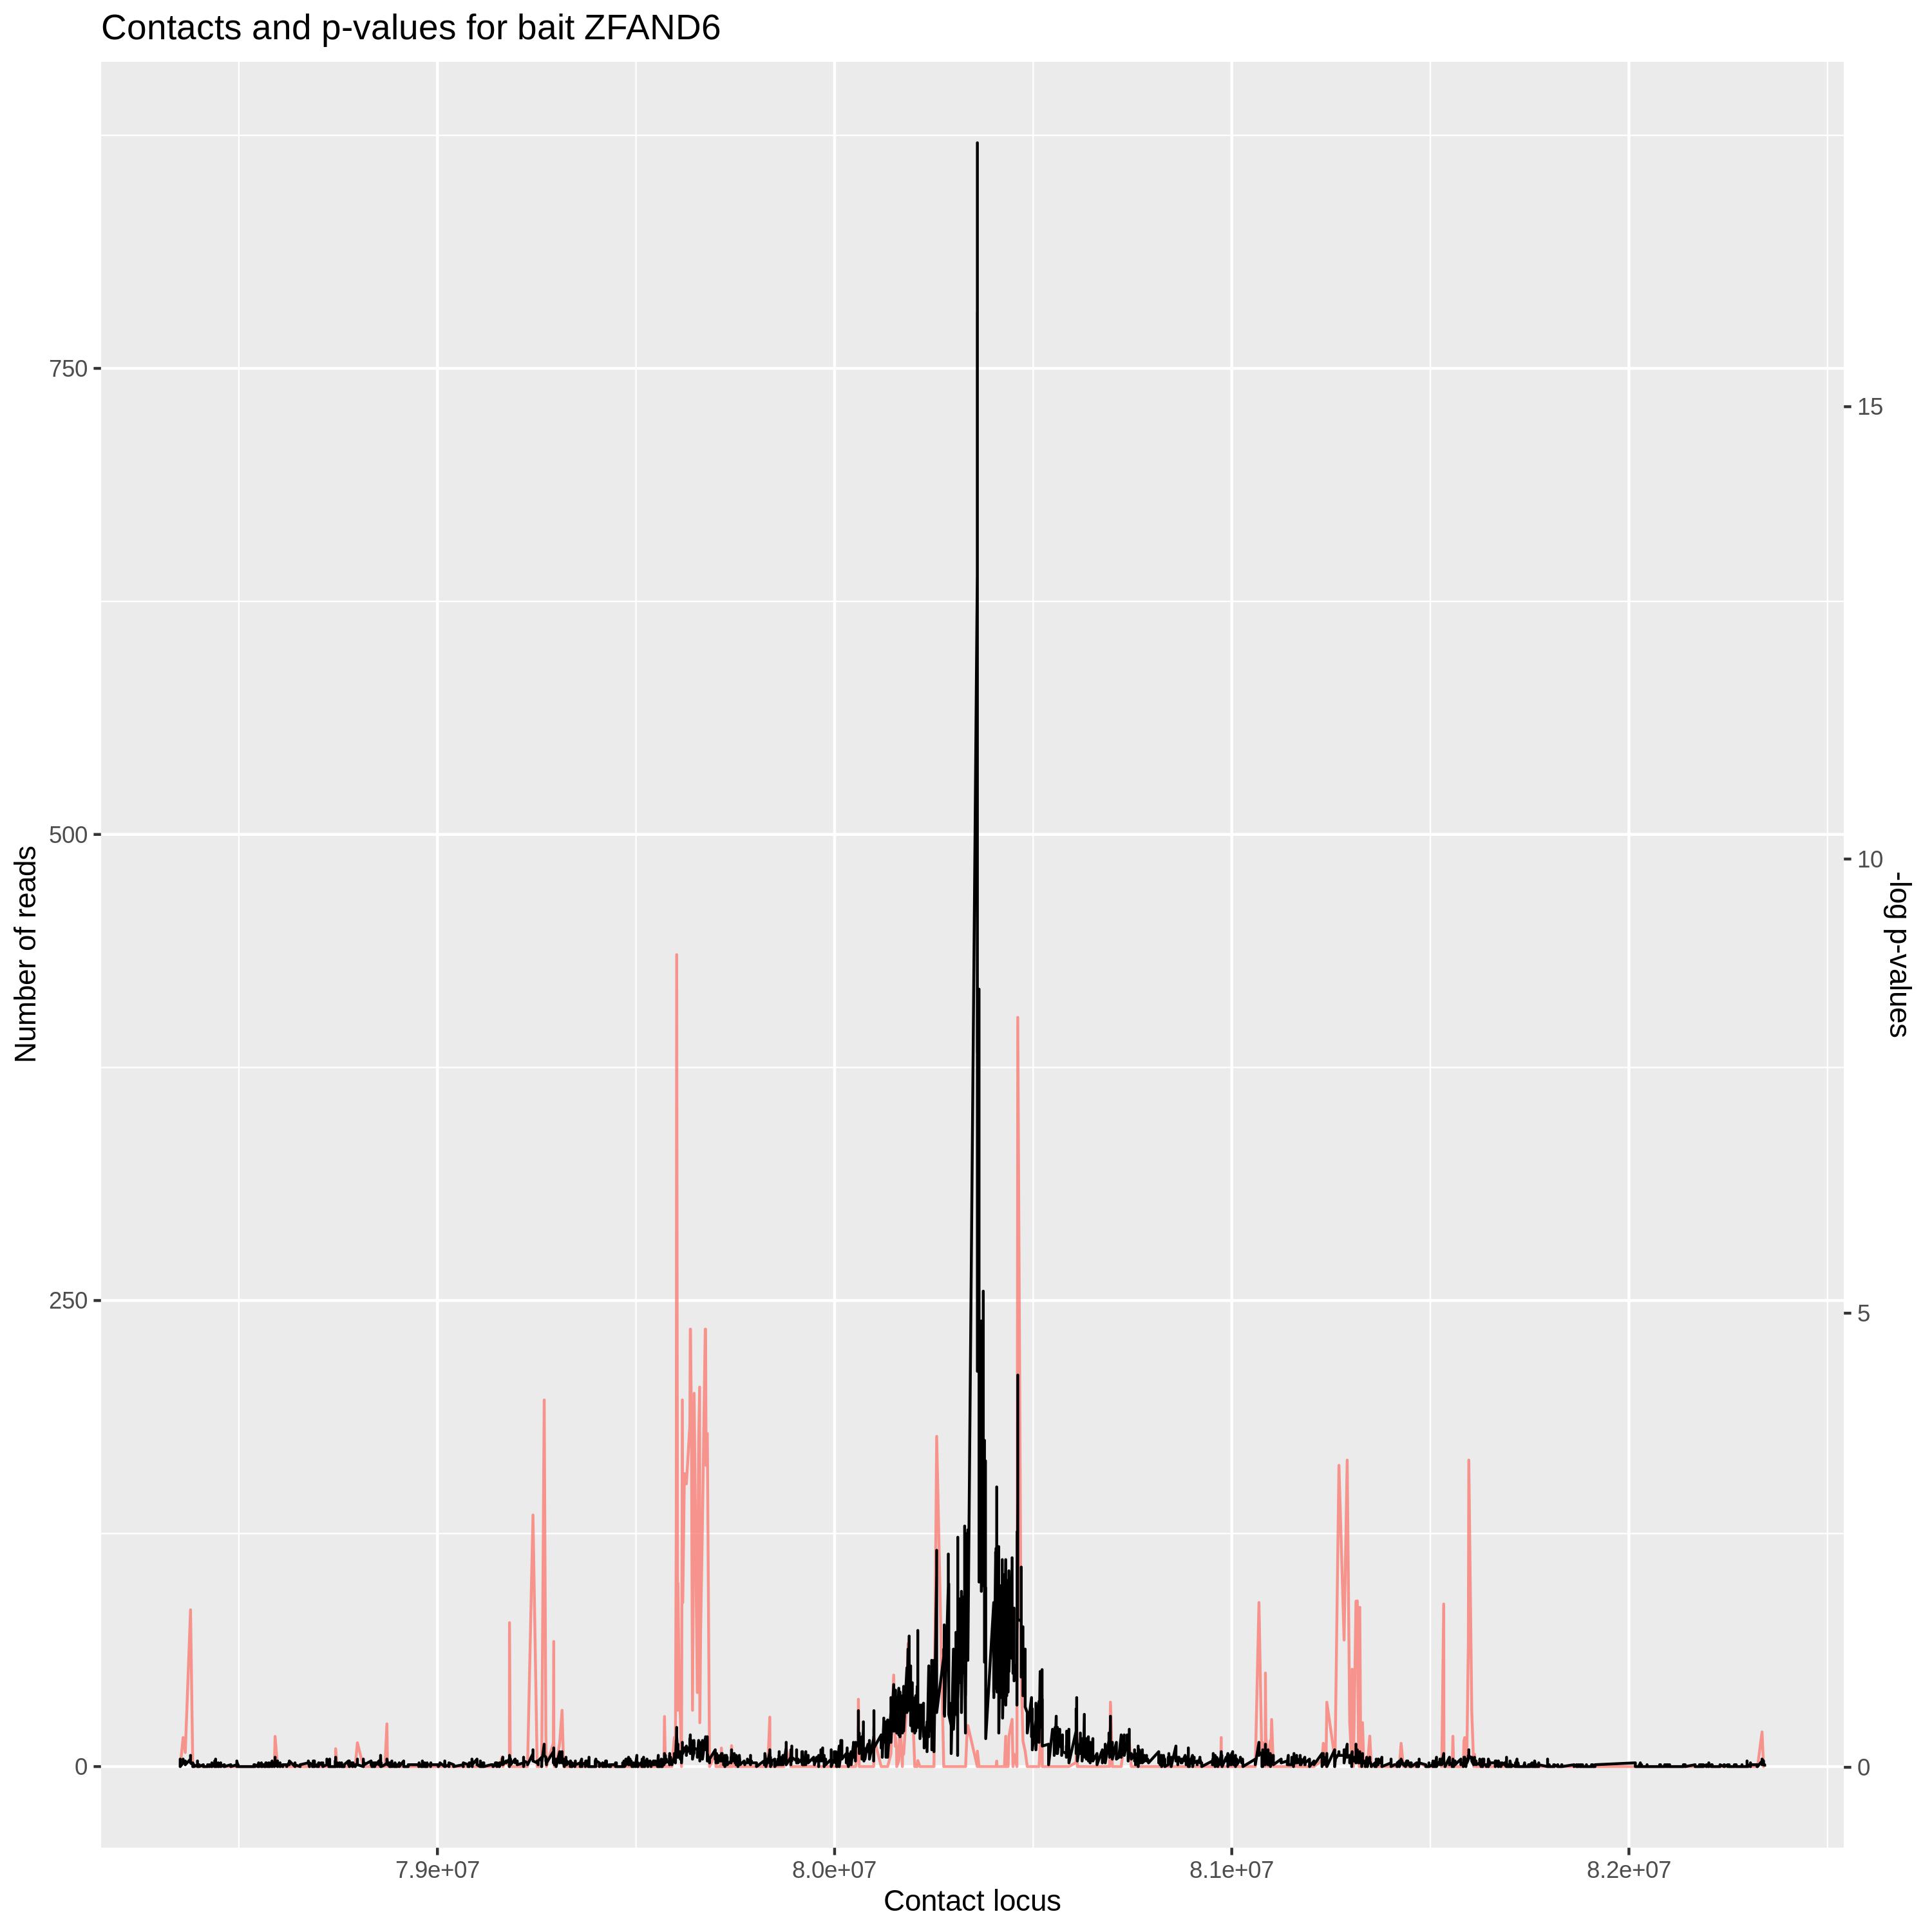 Contacts and p-values for bait ZFAND6
750
500
250
0
Number of reads
15
10
5
0
-log p-values
7.9e+07
8.0e+07
8.1e+07
8.2e+07
Contact locus